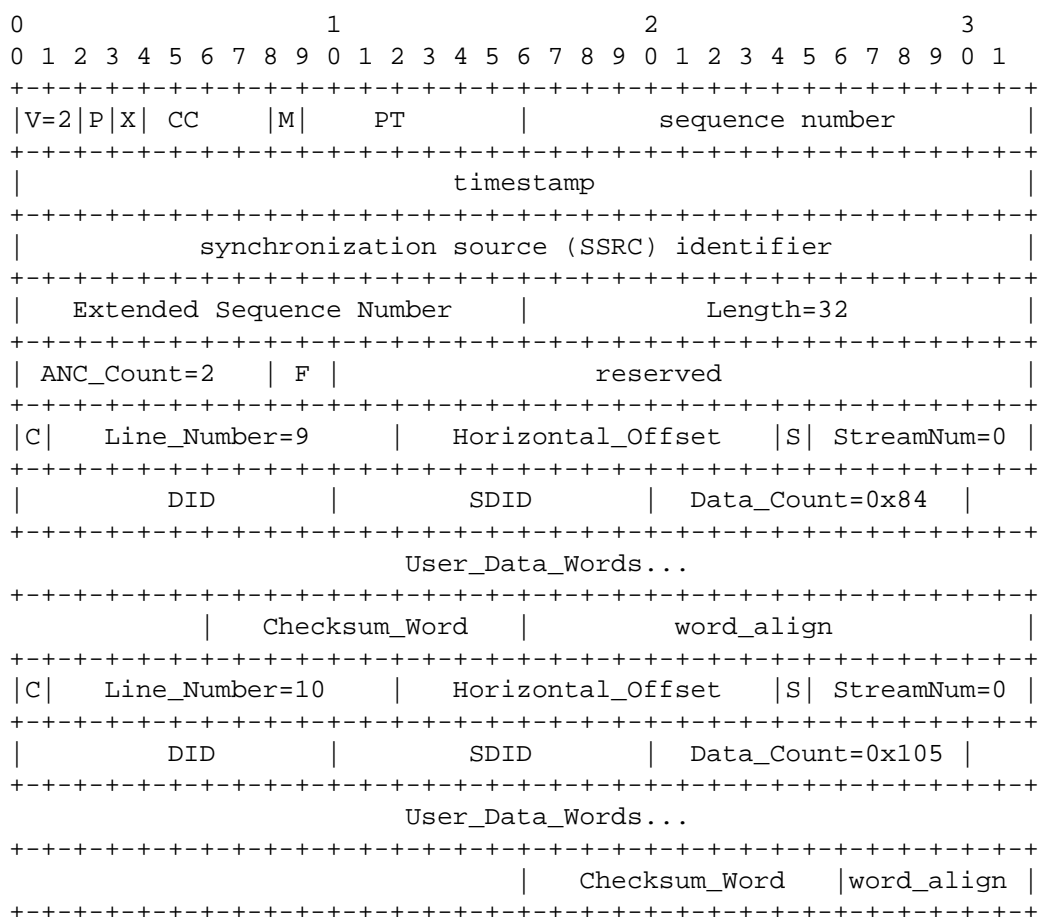 0                   1                   2                   3
0 1 2 3 4 5 6 7 8 9 0 1 2 3 4 5 6 7 8 9 0 1 2 3 4 5 6 7 8 9 0 1
+-+-+-+-+-+-+-+-+-+-+-+-+-+-+-+-+-+-+-+-+-+-+-+-+-+-+-+-+-+-+-+-+
|V=2|P|X|  CC   |M|    PT       |        sequence number        |
+-+-+-+-+-+-+-+-+-+-+-+-+-+-+-+-+-+-+-+-+-+-+-+-+-+-+-+-+-+-+-+-+
|                           timestamp                           |
+-+-+-+-+-+-+-+-+-+-+-+-+-+-+-+-+-+-+-+-+-+-+-+-+-+-+-+-+-+-+-+-+
|           synchronization source (SSRC) identifier            |
+-+-+-+-+-+-+-+-+-+-+-+-+-+-+-+-+-+-+-+-+-+-+-+-+-+-+-+-+-+-+-+-+
|   Extended Sequence Number    |           Length=32           |
+-+-+-+-+-+-+-+-+-+-+-+-+-+-+-+-+-+-+-+-+-+-+-+-+-+-+-+-+-+-+-+-+
| ANC_Count=2   | F |                reserved                   |
+-+-+-+-+-+-+-+-+-+-+-+-+-+-+-+-+-+-+-+-+-+-+-+-+-+-+-+-+-+-+-+-+
|C|   Line_Number=9     |   Horizontal_Offset   |S| StreamNum=0 |
+-+-+-+-+-+-+-+-+-+-+-+-+-+-+-+-+-+-+-+-+-+-+-+-+-+-+-+-+-+-+-+-+
|         DID       |        SDID       |  Data_Count=0x84  |
+-+-+-+-+-+-+-+-+-+-+-+-+-+-+-+-+-+-+-+-+-+-+-+-+-+-+-+-+-+-+-+-+
                         User_Data_Words...
+-+-+-+-+-+-+-+-+-+-+-+-+-+-+-+-+-+-+-+-+-+-+-+-+-+-+-+-+-+-+-+-+
            |   Checksum_Word   |         word_align            |
+-+-+-+-+-+-+-+-+-+-+-+-+-+-+-+-+-+-+-+-+-+-+-+-+-+-+-+-+-+-+-+-+
|C|   Line_Number=10    |   Horizontal_Offset   |S| StreamNum=0 |
+-+-+-+-+-+-+-+-+-+-+-+-+-+-+-+-+-+-+-+-+-+-+-+-+-+-+-+-+-+-+-+-+
|         DID       |        SDID       |  Data_Count=0x105 |
+-+-+-+-+-+-+-+-+-+-+-+-+-+-+-+-+-+-+-+-+-+-+-+-+-+-+-+-+-+-+-+-+
                         User_Data_Words...
+-+-+-+-+-+-+-+-+-+-+-+-+-+-+-+-+-+-+-+-+-+-+-+-+-+-+-+-+-+-+-+-+
                                |   Checksum_Word   |word_align |
+-+-+-+-+-+-+-+-+-+-+-+-+-+-+-+-+-+-+-+-+-+-+-+-+-+-+-+-+-+-+-+-+